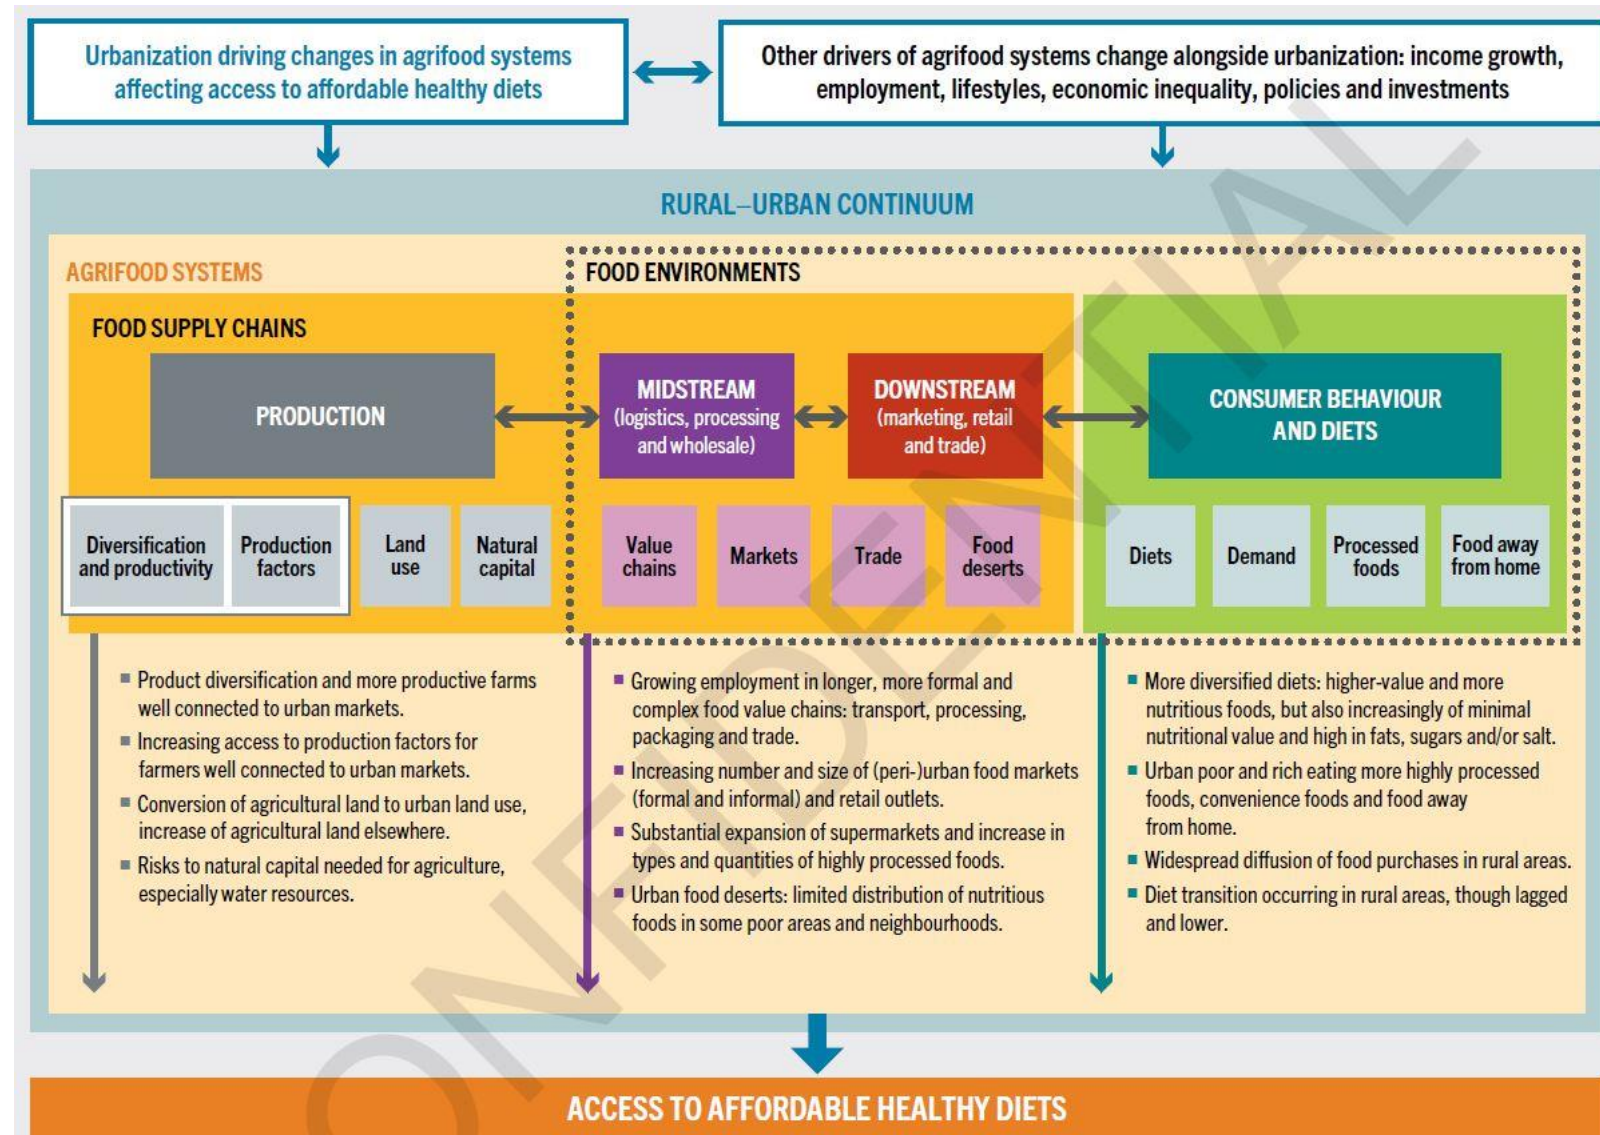 Urbanization driving changes in agrifood systems
affecting access to affordable healthy diets
Other drivers of agrifood systems change alongside urbanization: income growth,
employment, lifestyles, economic inequality, policies and investments
RURAL–URBAN CONTINUUM
AGRIFOOD SYSTEMS
FOOD ENVIRONMENTS
FOOD SUPPLY CHAINS
PRODUCTION
MIDSTREAM
(logistics, processing
and wholesale)
DOWNSTREAM
(marketing, retail
and trade)
CONSUMER BEHAVIOUR
AND DIETS
Diversification
and productivity
Production
factors
Land
use
Natural
capital
Value
chains
Markets
Trade
Food
deserts
Diets
Demand
Processed
foods
Food away
from home
Product diversification and more productive farms
well connected to urban markets.
Increasing access to production factors for
farmers well connected to urban markets.
Conversion of agricultural land to urban land use,
increase of agricultural land elsewhere.
Risks to natural capital needed for agriculture,
especially water resources.
Growing employment in longer, more formal and
complex food value chains: transport, processing,
packaging and trade.
Increasing number and size of (peri-)urban food markets
(formal and informal) and retail outlets.
Substantial expansion of supermarkets and increase in
types and quantities of highly processed foods.
Urban food deserts: limited distribution of nutritious
foods in some poor areas and neighbourhoods.
More diversified diets: higher-value and more
nutritious foods, but also increasingly of minimal
nutritional value and high in fats, sugars and/or salt.
Urban poor and rich eating more highly processed
foods, convenience foods and food away
from home.
Widespread diffusion of food purchases in rural areas.
Diet transition occurring in rural areas, though lagged
and lower.
ACCESS TO AFFORDABLE HEALTHY DIETS
ONFIDENTIAL